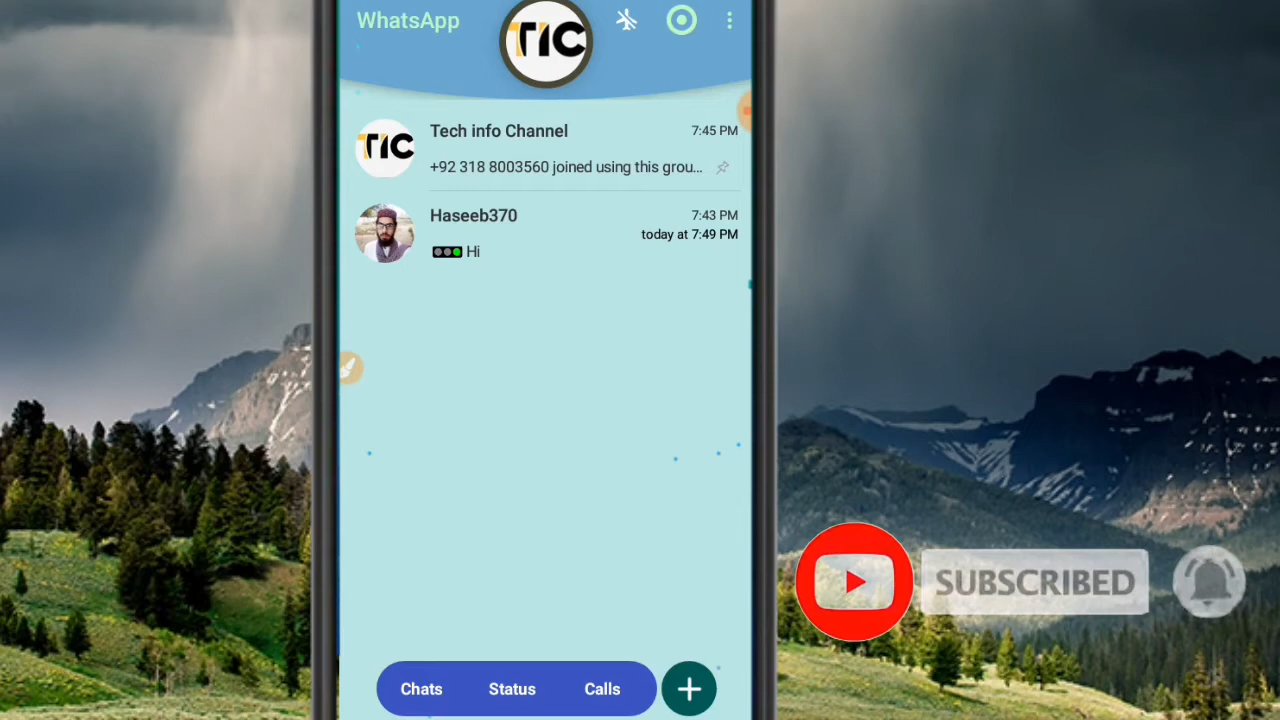 WhatsApp
TIC
TIC
Tech info Channel
7:45 PM
+92 318 8003560 joined using this grou...
Haseeb370
7:43 PM
today at 7:49 PM
Hi
SUBSCRIBED
Chats
Status
Calls